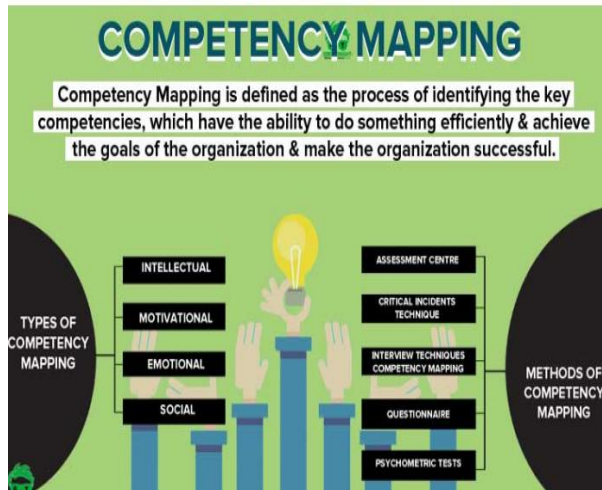 COMPETENCY MAPPING
Competency Mapping is defined as the process of identifying the key
competencies, which have the ability to do something efficiently & achieve
the goals of the organization & make the organization successful.
TYPES OF
COMPETENCY
MAPPING
INTELLECTUAL
MOTIVATIONAL
EMOTIONAL
SOCIAL
ASSESSMENT CENTRE
CRITICAL INCIDENTS
TECHNIQUE
INTERVIEW TECHNIQUES
COMPETENCY MAPPING
QUESTIONNAIRE
PSYCHOMETRIC TESTS
METHODS OF
COMPETENCY
MAPPING